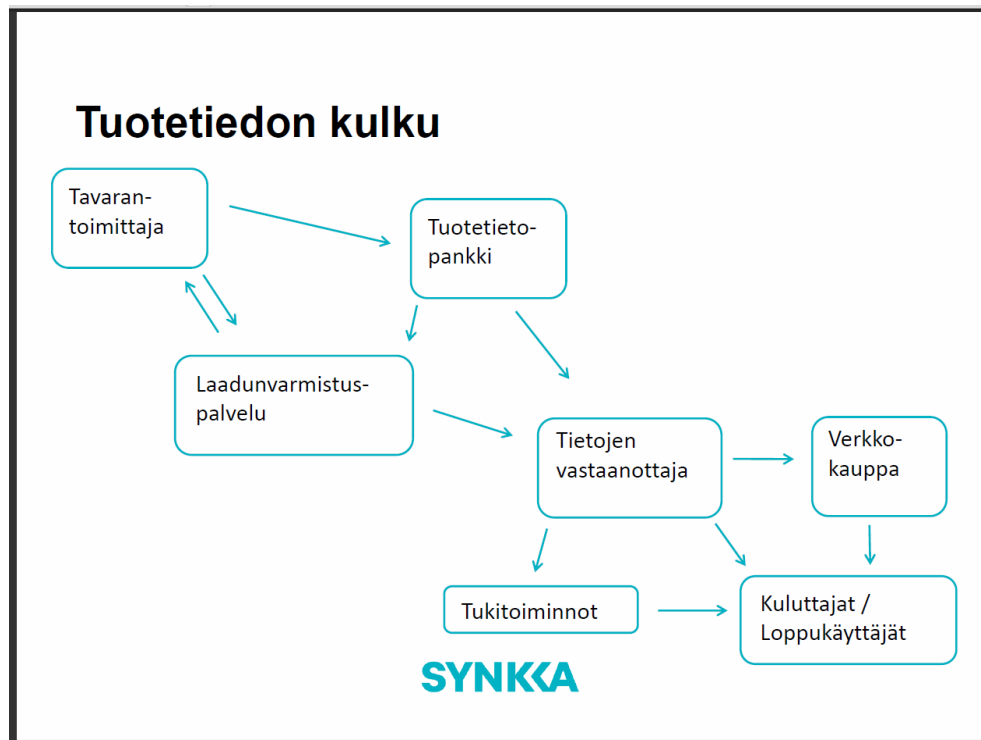 Tuotetiedon kulku
Tavaran-
toimittaja
Tuotetieto-
pankki
Laadunvarmistus-
palvelu
Tietojen
vastaanottaja
Verkko-
kauppa
Tukitoiminnot
Kuluttajat /
Loppukäyttäjät
SYNKKA